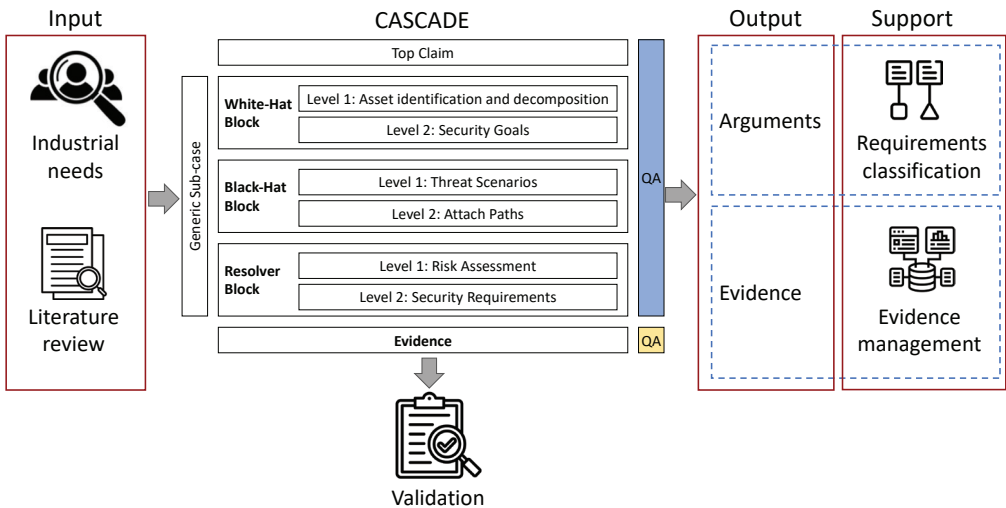 Input
Industrial
needs
Literature
review
CASCADE
Top Claim
Generic Sub-case
White-Hat
Block
Level 1: Asset identification and decomposition
Level 2: Security Goals
Black-Hat
Block
Level 1: Threat Scenarios
Level 2: Attach Paths
Resolver
Block
Level 1: Risk Assessment
Level 2: Security Requirements
Evidence
QA
QA
Validation
Output
Arguments
Evidence
Support
Requirements
classification
Evidence
management